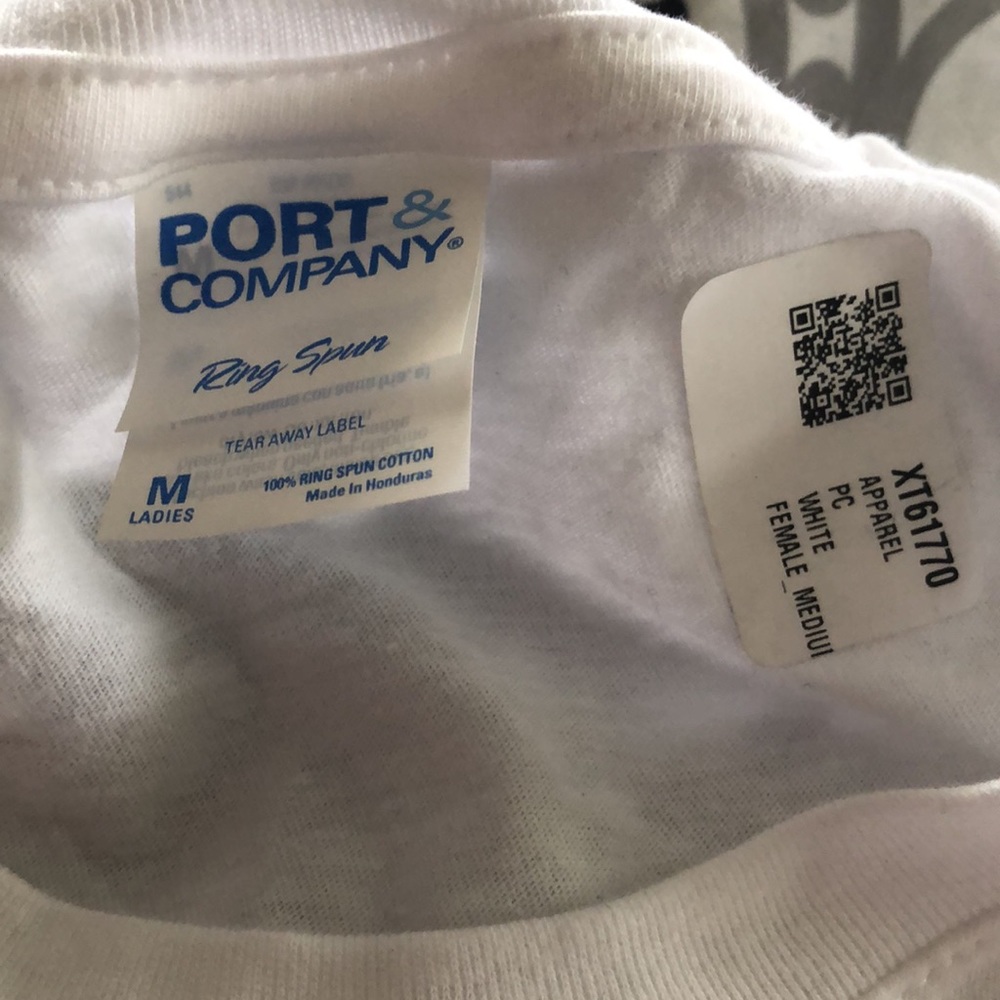 PORT &
COMPANY®
Ring Spun
TEAR AWAY LABEL
M
LADIES
100% RING SPUN COTTON
Made In Honduras
XT61770
APPAREL
PC
WHITE
FEMALE_MEDIUI